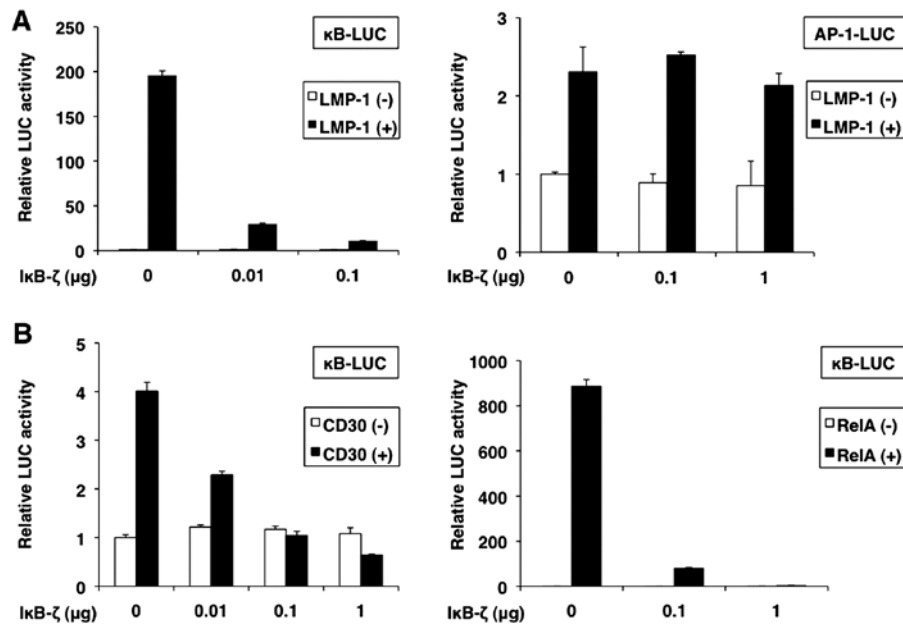 A
Relative LUC activity
250
200
150
100
50
0
κB-LUC
LMP-1 (-)
LMP-1 (+)
IκB-ζ (μg) 0 0.01 0.1
Relative LUC activity
3
2
1
0
AP-1-LUC
LMP-1 (-)
LMP-1 (+)
IκB-ζ (μg) 0 0.1 1
B
Relative LUC activity
5
4
3
2
1
0
κB-LUC
CD30 (-)
CD30 (+)
IκB-ζ (μg) 0 0.01 0.1 1
Relative LUC activity
1000
800
600
400
200
0
κB-LUC
RelA (-)
RelA (+)
IκB-ζ (μg) 0 0.1 1